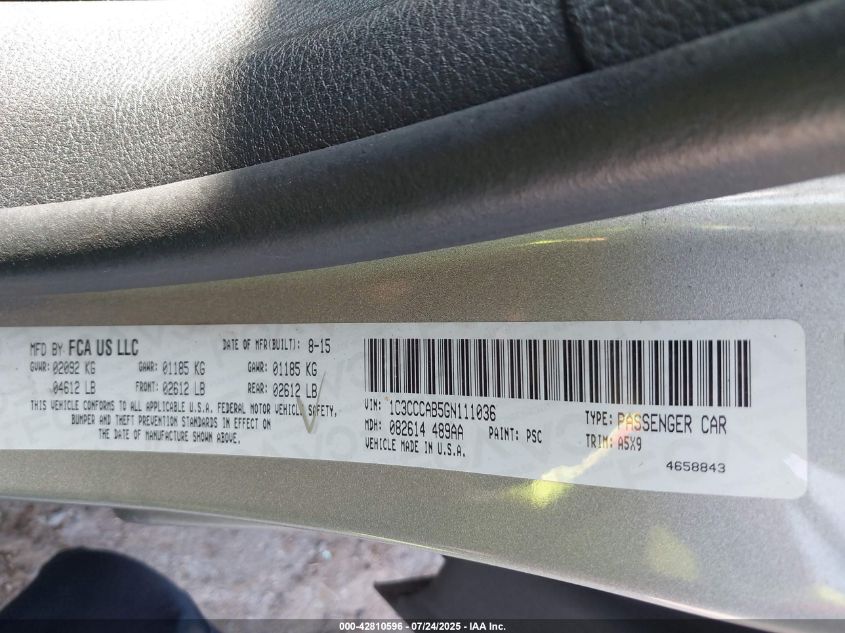 MFD BY FCA US LLC DATE OF MFR(BUILT): 8-15
GVWR: 02092 KG GAWR: 01185 KG GAWR: 01185 KG
04612 LB FRONT: 02612 LB REAR: 02612 LB
THIS VEHICLE CONFORMS TO ALL APPLICABLE U.S.A. FEDERAL MOTOR VEHICLE SAFETY,
BUMPER AND THEFT PREVENTION STANDARDS IN EFFECT ON
THE DATE OF MANUFACTURE SHOWN ABOVE.
VIN: 1C3CCCAB5GN111036 TYPE: PASSENGER CAR
MDH: 082614 489AA PAINT: PSC TRIM: A5X9
VEHICLE MADE IN U.S.A. 4658843
000-42810596 - 07/24/2025 - IAA Inc.